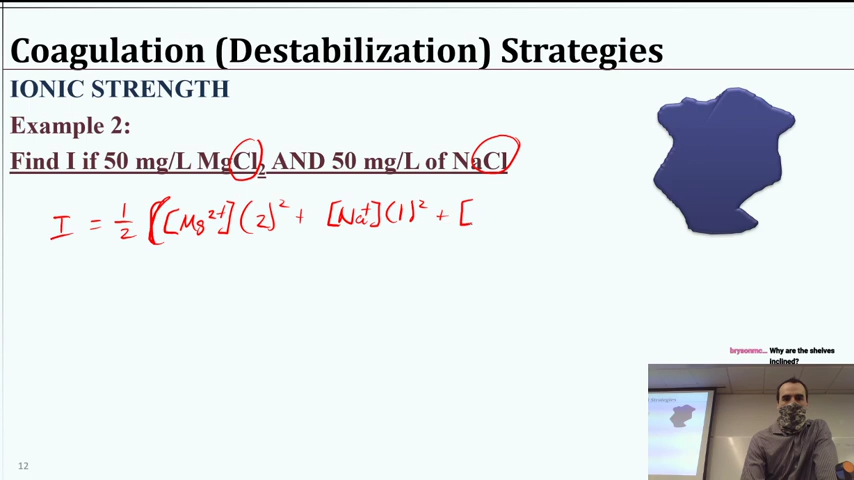 Coagulation (Destabilization) Strategies
IONIC STRENGTH
Example 2:
Find I if 50 mg/L MgCl₂ AND 50 mg/L of NaCl
I = 1/2 [[Mg²⁺](2)² + [Na⁺](1)² + [
brysonmc... Why are the shelves
inclined?
Strategies
12